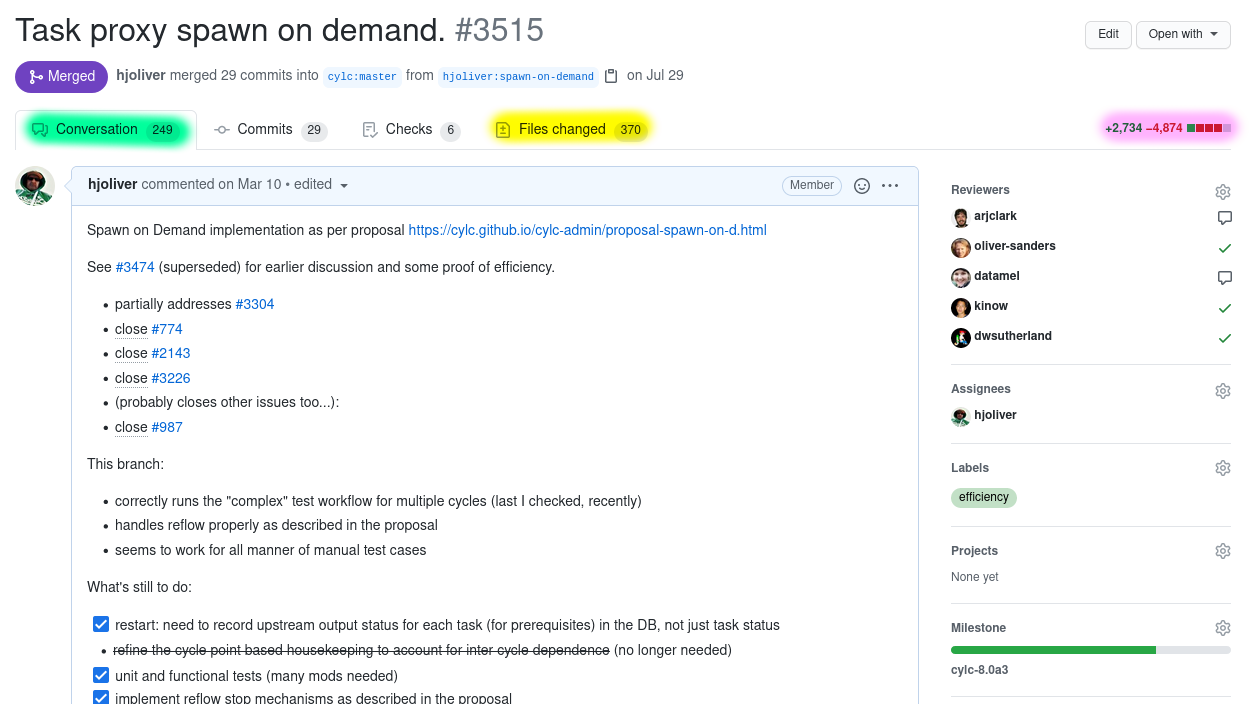 Task proxy spawn on demand. #3515
Edit
Open with
Merged
hjoliver merged 29 commits into cylc:master from hjoliver:spawn-on-demand on Jul 29
Conversation 249
Commits 29
Checks 6
Files changed 370
+2,734 −4,874
hjoliver commented on Mar 10 • edited
Member
Spawn on Demand implementation as per proposal https://cylc.github.io/cylc-admin/proposal-spawn-on-d.html
See #3474 (superseded) for earlier discussion and some proof of efficiency.
• partially addresses #3304
• close #774
• close #2143
• close #3226
• (probably closes other issues too...):
• close #987
This branch:
• correctly runs the "complex" test workflow for multiple cycles (last I checked, recently)
• handles reflow properly as described in the proposal
• seems to work for all manner of manual test cases
What's still to do:
restart: need to record upstream output status for each task (for prerequisites) in the DB, not just task status
• refine the cycle point based housekeeping to account for inter cycle dependence (no longer needed)
unit and functional tests (many mods needed)
implement reflow stop mechanisms as described in the proposal
Reviewers
arjclark
oliver-sanders
datamel
kinow
dwsutherland
Assignees
hjoliver
Labels
efficiency
Projects
None yet
Milestone
cylc-8.0a3